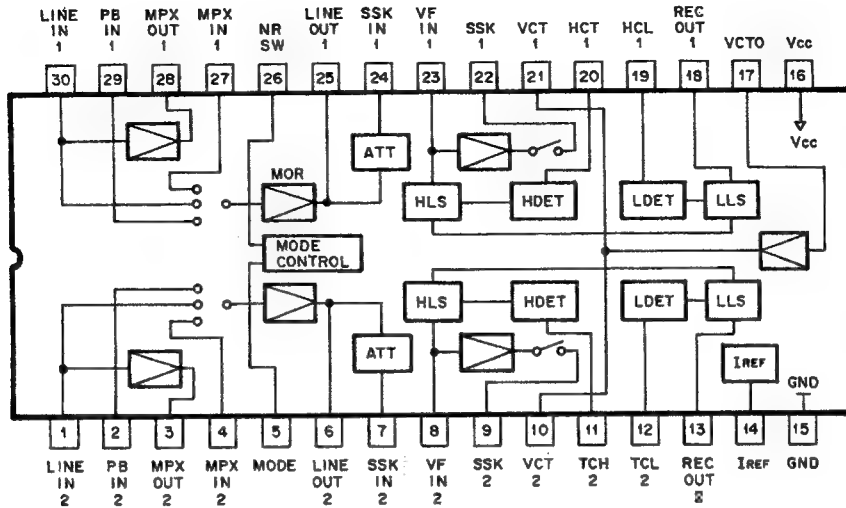 LINE IN 1
PB IN 1
MPX OUT 1
MPX IN 1
NR SW
LINE OUT 1
SSK IN 1
VF IN 1
SSK 1
VCT 1
HCT 1
HCL 1
REC OUT 1
VCTO
Vcc
30 29 28 27 26 25 24 23 22 21 20 19 18 17 16
Vcc
ATT
MOR
HLS HDET LDET LLS
MODE CONTROL
HLS HDET LDET LLS
ATT
IREF
GND
1 2 3 4 5 6 7 8 9 10 11 12 13 14 15
LINE IN 2
PB IN 2
MPX OUT 2
MPX IN 2
MODE
LINE OUT 2
SSK IN 2
VF IN 2
SSK 2
VCT 2
TCH 2
TCL 2
REC OUT
IREF
GND